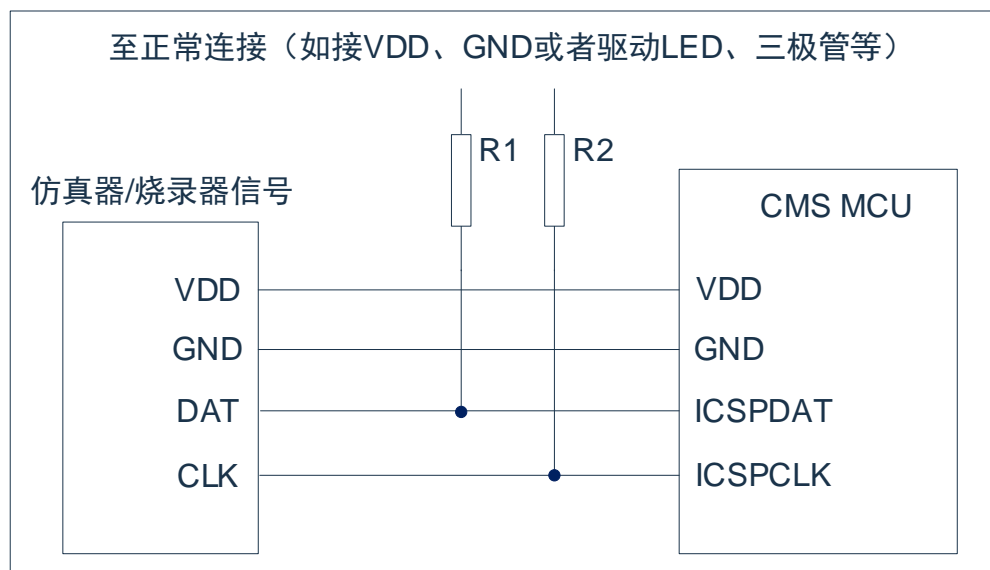 至正常连接（如接VDD、GND或者驱动LED、三极管等）
R1
R2
仿真器/烧录器信号
CMS MCU
VDD
VDD
GND
GND
DAT
ICSPDAT
CLK
ICSPCLK